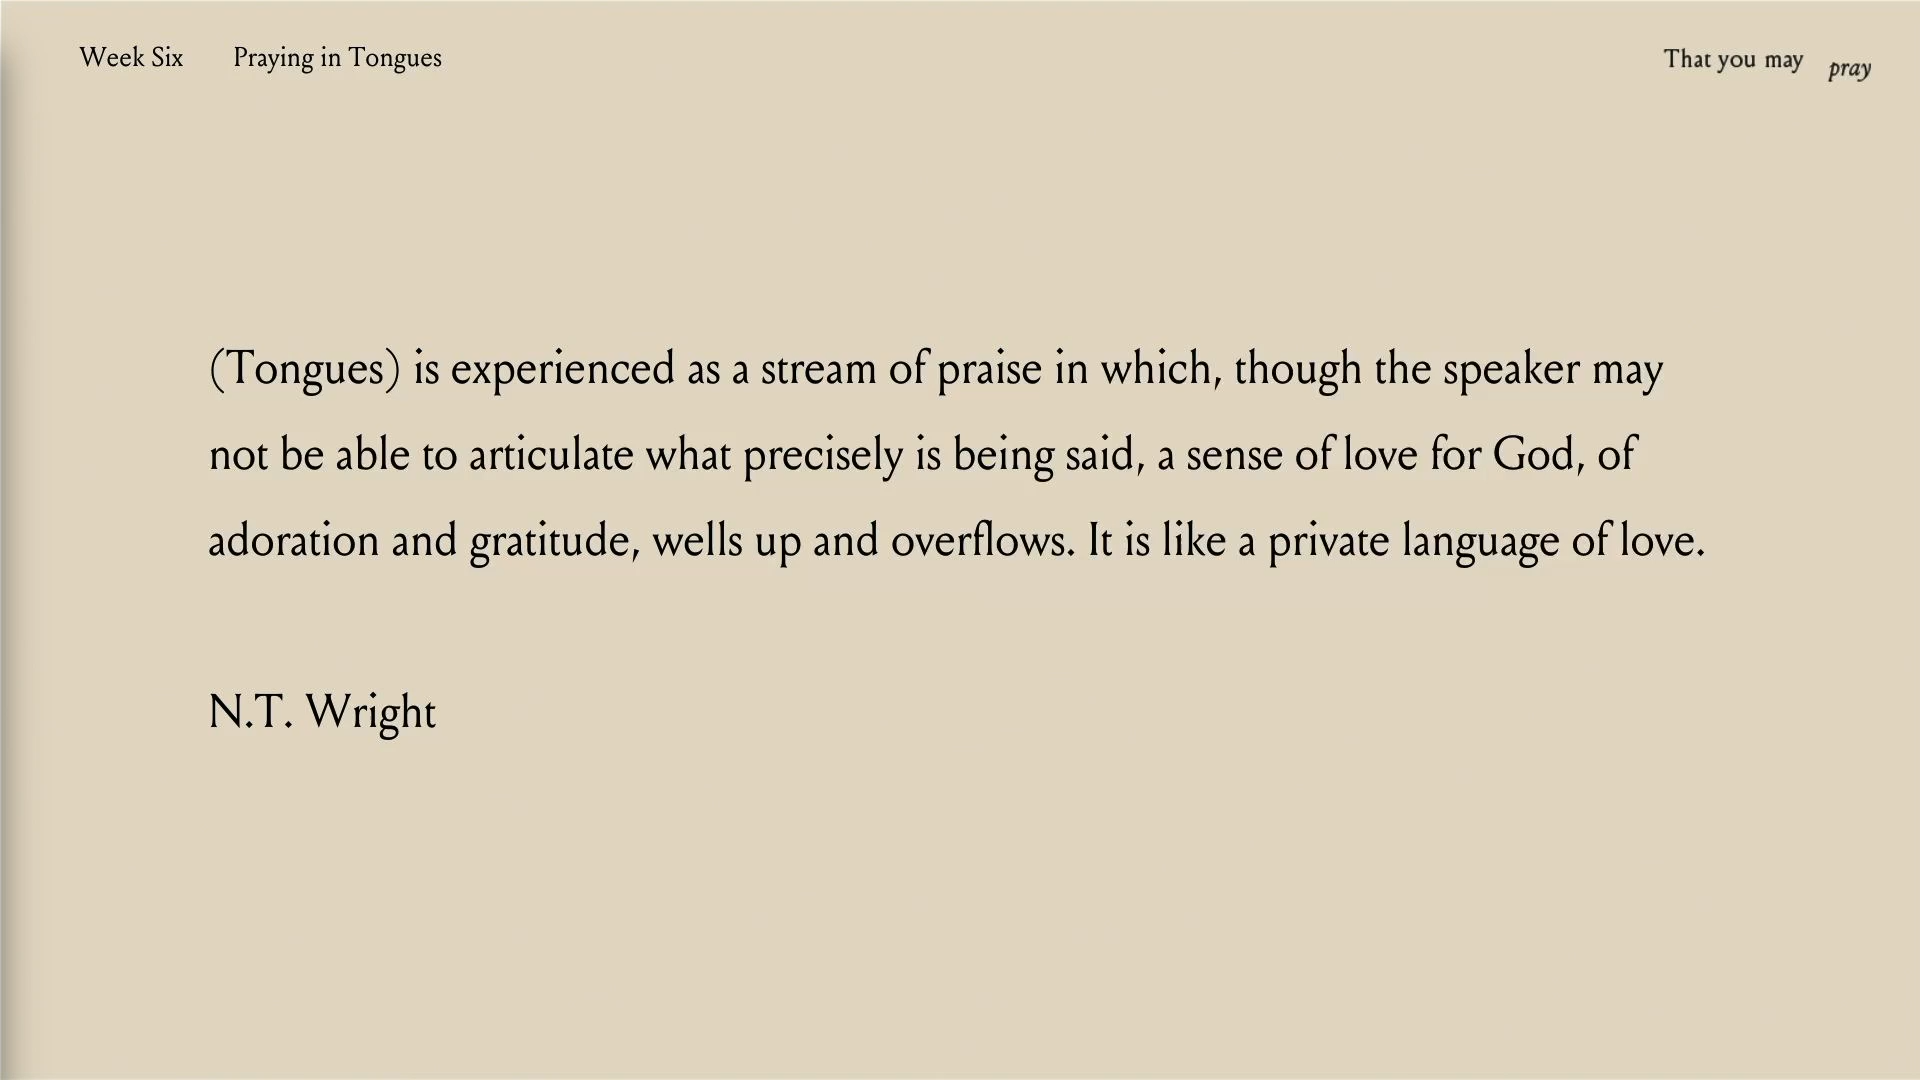 Week Six Praying in Tongues
That you may pray
(Tongues) is experienced as a stream of praise in which, though the speaker may
not be able to articulate what precisely is being said, a sense of love for God, of
adoration and gratitude, wells up and overflows. It is like a private language of love.
N.T. Wright